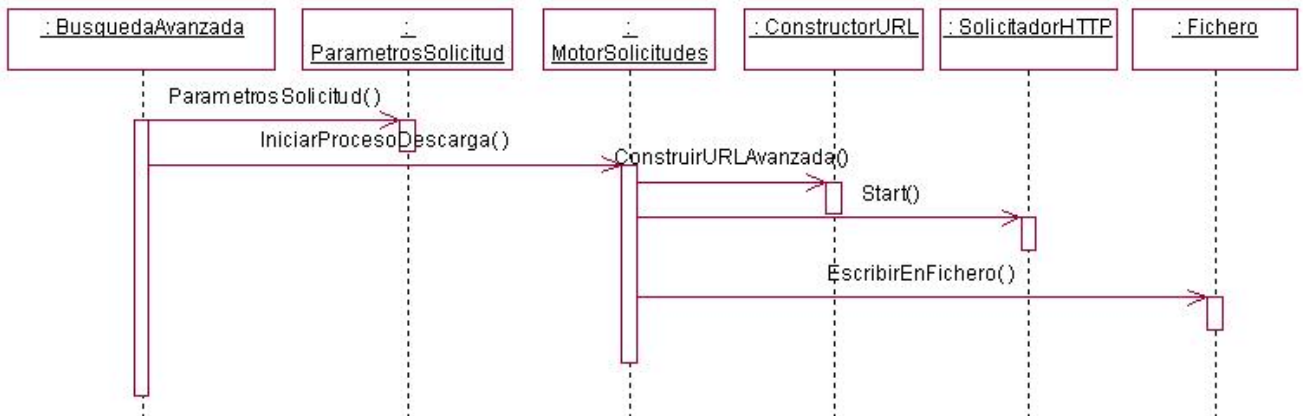 : BusquedaAvanzada
:
ParametrosSolicitud
:
MotorSolicitudes
: ConstructorURL
: SolicitadorHTTP
: Fichero
ParametrosSolicitud()
IniciarProcesoDescarga()
ConstruirURLAvanzada()
Start()
EscribirEnFichero()